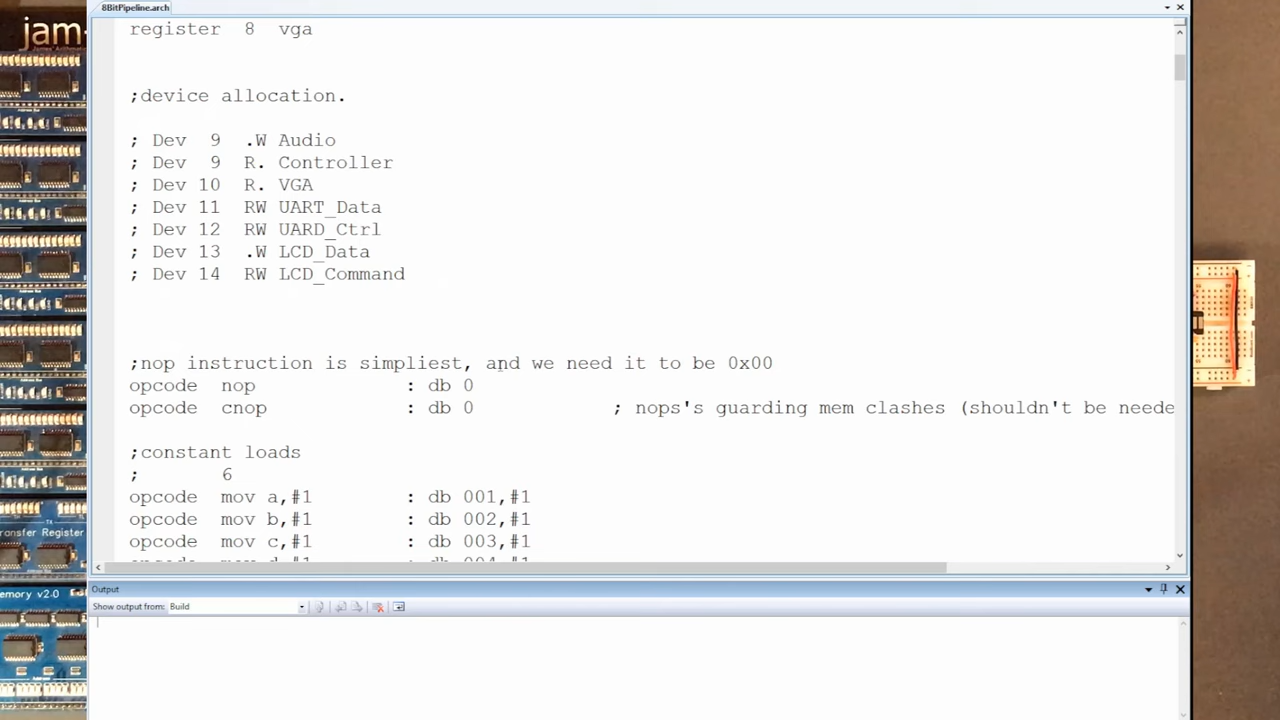 8BitPipeline.arch
jam-
register 8 vga
;device allocation.
; Dev 9 .W Audio
; Dev 9 R. Controller
; Dev 10 R. VGA
; Dev 11 RW UART_Data
; Dev 12 RW UARD_Ctrl
; Dev 13 .W LCD_Data
; Dev 14 RW LCD_Command
;nop instruction is simpliest, and we need it to be 0x00
opcode nop : db 0
opcode cnop : db 0 ; nops's guarding mem clashes (shouldn't be neede
;constant loads
; 6
opcode mov a,#1 : db 001,#1
opcode mov b,#1 : db 002,#1
opcode mov c,#1 : db 003,#1
transfer Register
emory v2.0
Output
Show output from: Build